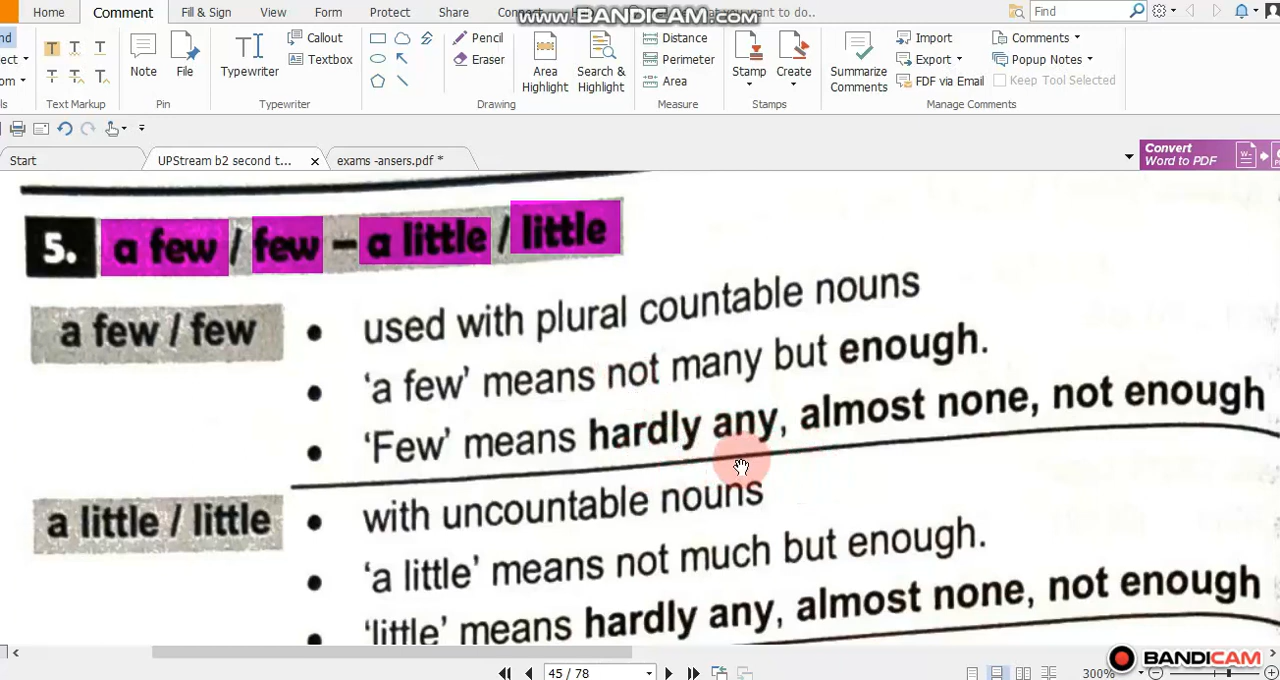 www.BANDICAM.com
Home Comment Fill & Sign View Form Protect Share want to do.. Find
Note File Typewriter Callout Textbox Pencil Eraser Area Highlight Search & Highlight Distance Perimeter Area Stamp Create Summarize Comments Import Export FDF via Email Comments Popup Notes Keep Tool Selected
Text Markup Pin Typewriter Drawing Measure Stamps Manage Comments
Start UPStream b2 second t... exams -ansers.pdf *
Convert
Word to PDF
5. a few / few – a little / little
a few / few • used with plural countable nouns
• 'a few' means not many but enough.
• 'Few' means hardly any, almost none, not enough
a little / little • with uncountable nouns
• 'a little' means not much but enough.
• 'little' means hardly any, almost none, not enough
45 / 78 300%
BANDICAM